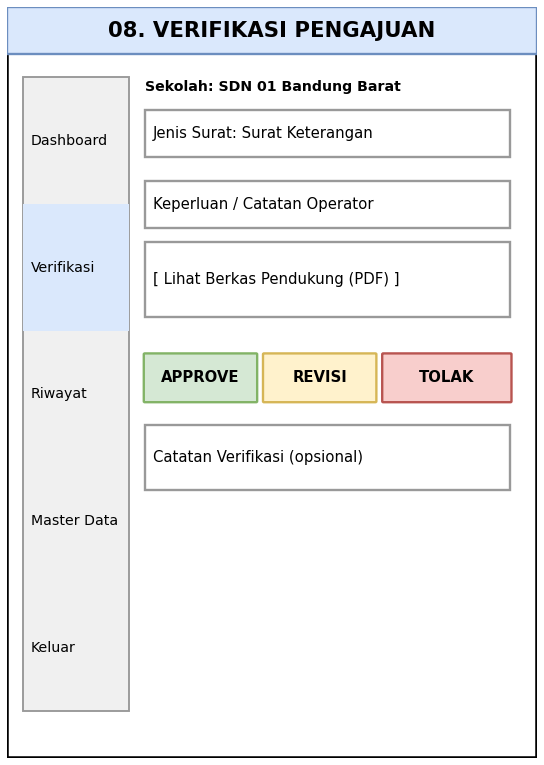 08. VERIFIKASI PENGAJUAN
Dashboard
Verifikasi
Riwayat
Master Data
Keluar
Sekolah: SDN 01 Bandung Barat
Jenis Surat: Surat Keterangan
Keperluan / Catatan Operator
[ Lihat Berkas Pendukung (PDF) ]
APPROVE
REVISI
TOLAK
Catatan Verifikasi (opsional)